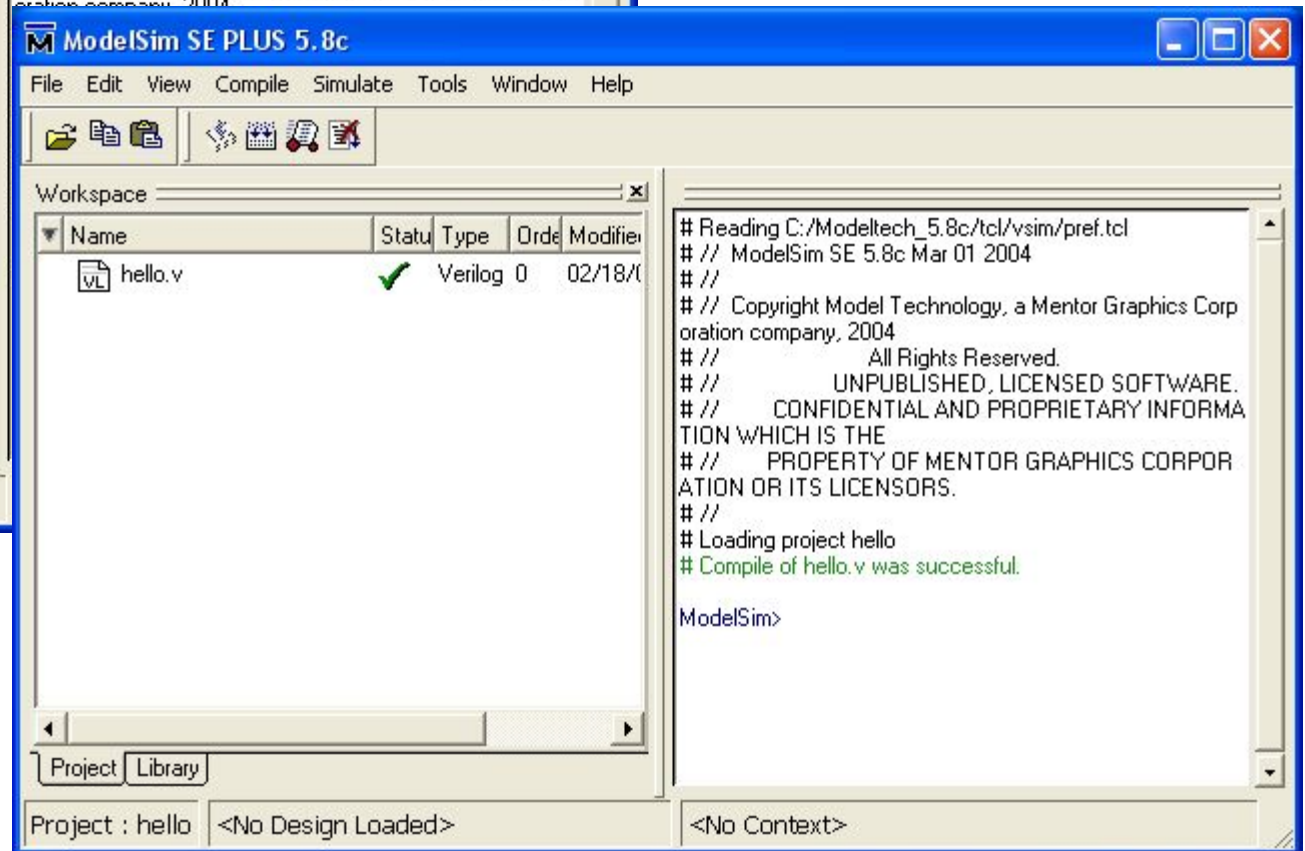 oration company, 2004
ModelSim SE PLUS 5.8c
File Edit View Compile Simulate Tools Window Help
Workspace
Name Statu Type Orde Modifie
hello.v Verilog 0 02/18/0
Project Library
# Reading C:/Modeltech_5.8c/tcl/vsim/pref.tcl
# // ModelSim SE 5.8c Mar 01 2004
# //
# // Copyright Model Technology, a Mentor Graphics Corp
oration company, 2004
# // All Rights Reserved.
# // UNPUBLISHED, LICENSED SOFTWARE.
# // CONFIDENTIAL AND PROPRIETARY INFORMA
TION WHICH IS THE
# // PROPERTY OF MENTOR GRAPHICS CORPOR
ATION OR ITS LICENSORS.
# //
# Loading project hello
# Compile of hello.v was successful.
ModelSim>
Project : hello <No Design Loaded> <No Context>